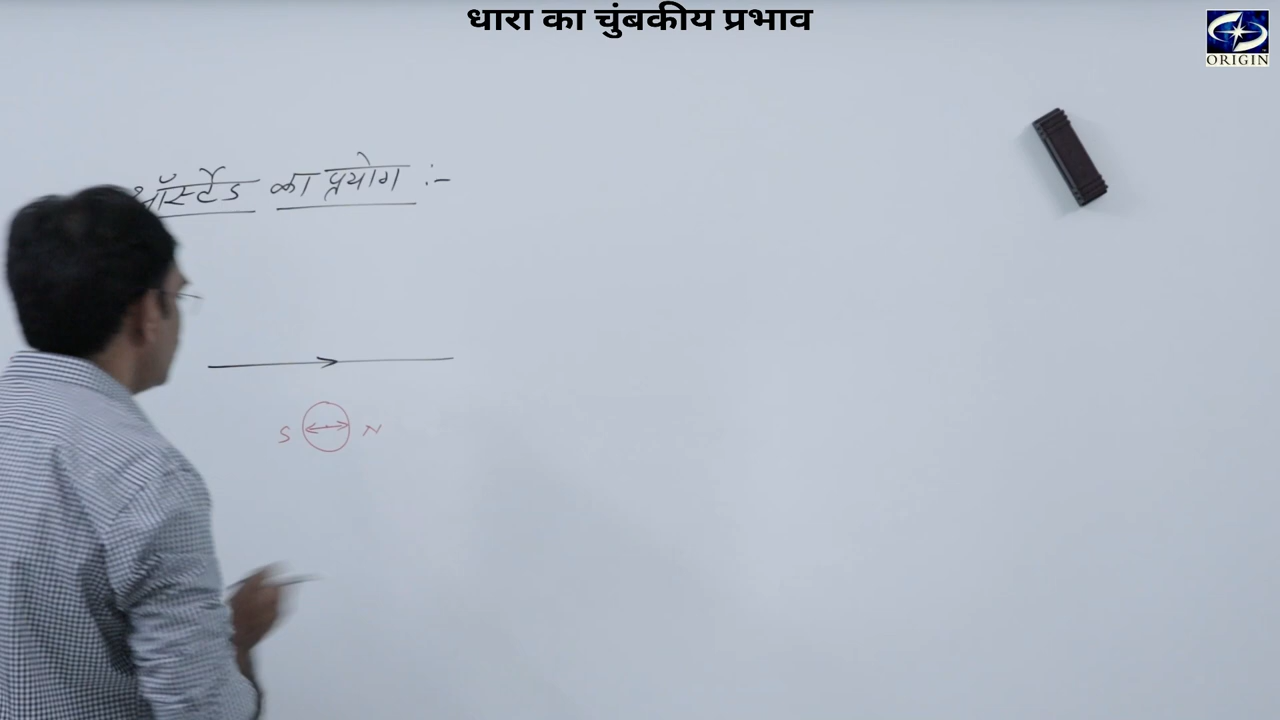 धारा का चुंबकीय प्रभाव
ORIGIN
ऑर्स्टेड का प्रयोग :-
S N